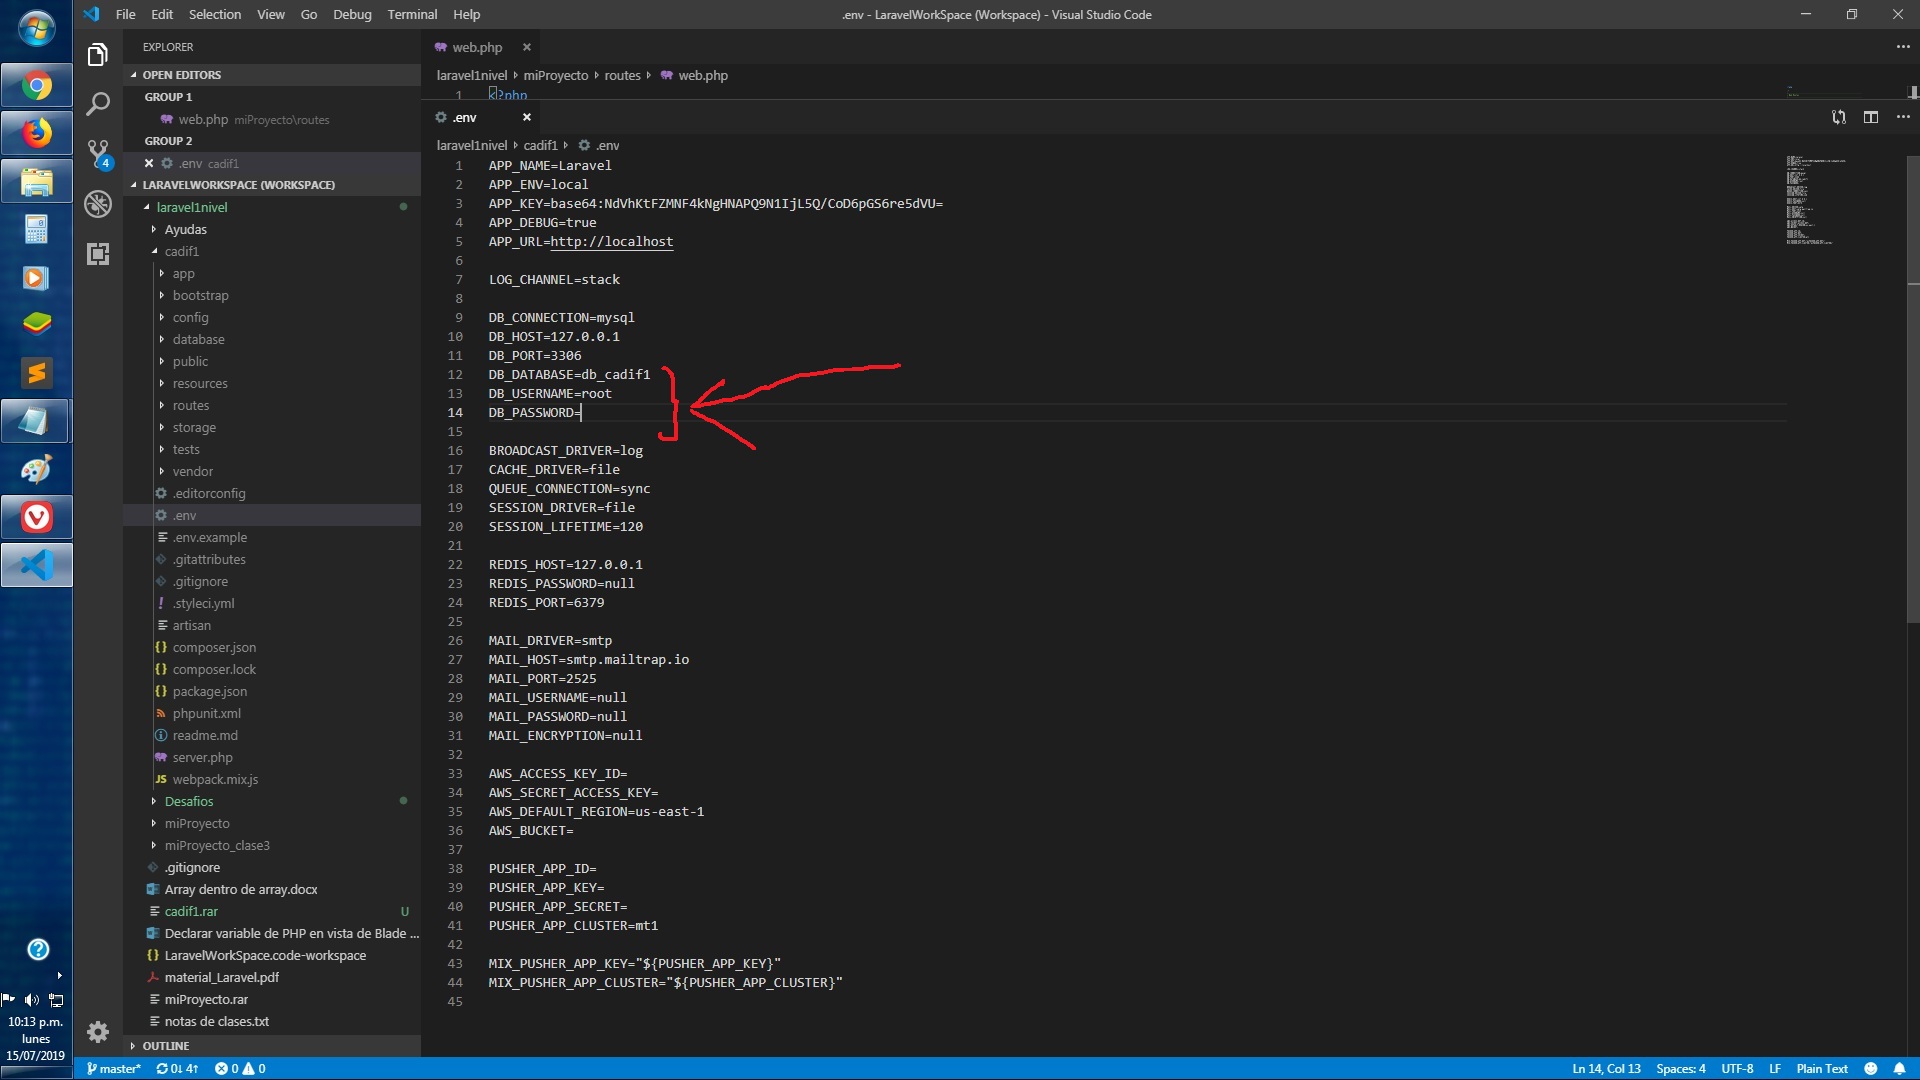 File Edit Selection View Go Debug Terminal Help
.env - LaravelWorkSpace (Workspace) - Visual Studio Code
EXPLORER
OPEN EDITORS
GROUP 1
web.php miProyecto\routes
GROUP 2
.env cadif1
LARAVELWORKSPACE (WORKSPACE)
laravel1nivel
Ayudas
cadif1
app
bootstrap
config
database
public
resources
routes
storage
tests
vendor
.editorconfig
.env
.env.example
.gitattributes
.gitignore
.styleci.yml
artisan
composer.json
composer.lock
package.json
phpunit.xml
readme.md
server.php
JS webpack.mix.js
Desafios
miProyecto
miProyecto_clase3
.gitignore
Array dentro de array.docx
cadif1.rar U
Declarar variable de PHP en vista de Blade ...
LaravelWorkSpace.code-workspace
material_Laravel.pdf
miProyecto.rar
notas de clases.txt
OUTLINE
4
web.php
laravel1nivel miProyecto routes web.php
1 <?php
.env
laravel1nivel cadif1 .env
1 APP_NAME=Laravel
2 APP_ENV=local
3 APP_KEY=base64:NdVhKtFZMNF4kNgHNAPQ9N1IjL5Q/CoD6pGS6re5dVU=
4 APP_DEBUG=true
5 APP_URL=http://localhost
6
7 LOG_CHANNEL=stack
8
9 DB_CONNECTION=mysql
10 DB_HOST=127.0.0.1
11 DB_PORT=3306
12 DB_DATABASE=db_cadif1
13 DB_USERNAME=root
14 DB_PASSWORD=
15
16 BROADCAST_DRIVER=log
17 CACHE_DRIVER=file
18 QUEUE_CONNECTION=sync
19 SESSION_DRIVER=file
20 SESSION_LIFETIME=120
21
22 REDIS_HOST=127.0.0.1
23 REDIS_PASSWORD=null
24 REDIS_PORT=6379
25
26 MAIL_DRIVER=smtp
27 MAIL_HOST=smtp.mailtrap.io
28 MAIL_PORT=2525
29 MAIL_USERNAME=null
30 MAIL_PASSWORD=null
31 MAIL_ENCRYPTION=null
32
33 AWS_ACCESS_KEY_ID=
34 AWS_SECRET_ACCESS_KEY=
35 AWS_DEFAULT_REGION=us-east-1
36 AWS_BUCKET=
37
38 PUSHER_APP_ID=
39 PUSHER_APP_KEY=
40 PUSHER_APP_SECRET=
41 PUSHER_APP_CLUSTER=mt1
42
43 MIX_PUSHER_APP_KEY="${PUSHER_APP_KEY}"
44 MIX_PUSHER_APP_CLUSTER="${PUSHER_APP_CLUSTER}"
45
10:13 p.m.
lunes
15/07/2019
master* 0↓ 4↑ 0 0
Ln 14, Col 13 Spaces: 4 UTF-8 LF Plain Text